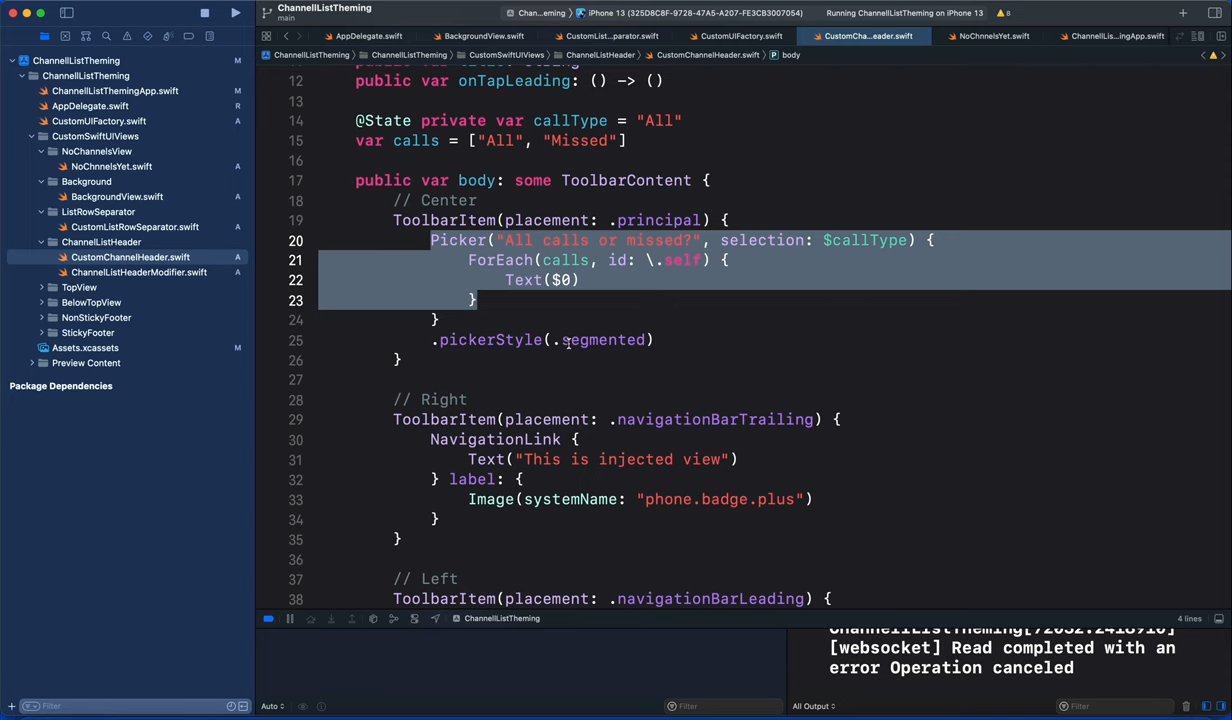 ChannelListTheming
main
Chan...eming
iPhone 13 (325D8C8F-9728-47A5-A207-FE3CB3007054)
Running ChannelListTheming on iPhone 13
8
AppDelegate.swift
BackgroundView.swift
CustomList...parator.swift
CustomUIFactory.swift
CustomCha...eader.swift
NoChnnelsYet.swift
ChannelLis...ingApp.swift
ChannelListTheming
ChannelListTheming
CustomSwiftUIViews
ChannelListHeader
CustomChannelHeader.swift
body
ChannelListTheming
ChannelListTheming
ChannelListThemingApp.swift M
AppDelegate.swift R
CustomUIFactory.swift A
CustomSwiftUIViews
NoChannelsView
NoChnnelsYet.swift A
Background
BackgroundView.swift A
ListRowSeparator
CustomListRowSeparator.swift A
ChannelListHeader
CustomChannelHeader.swift A
ChannelListHeaderModifier.swift A
TopView
BelowTopView
NonStickyFooter
StickyFooter
Assets.xcassets M
Preview Content
Package Dependencies
Filter
12 public var onTapLeading: () -> ()
13
14 @State private var callType = "All"
15 var calls = ["All", "Missed"]
16
17 public var body: some ToolbarContent {
18 // Center
19 ToolbarItem(placement: .principal) {
20 Picker("All calls or missed?", selection: $callType) {
21 ForEach(calls, id: \.self) {
22 Text($0)
23 }
24 }
25 .pickerStyle(.segmented)
26 }
27
28 // Right
29 ToolbarItem(placement: .navigationBarTrailing) {
30 NavigationLink {
31 Text("This is injected view")
32 } label: {
33 Image(systemName: "phone.badge.plus")
34 }
35 }
36
37 // Left
38 ToolbarItem(placement: .navigationBarLeading) {
ChannelListTheming
4 lines
[websocket] Read completed with an
error Operation canceled
Auto
Filter
All Output
Filter